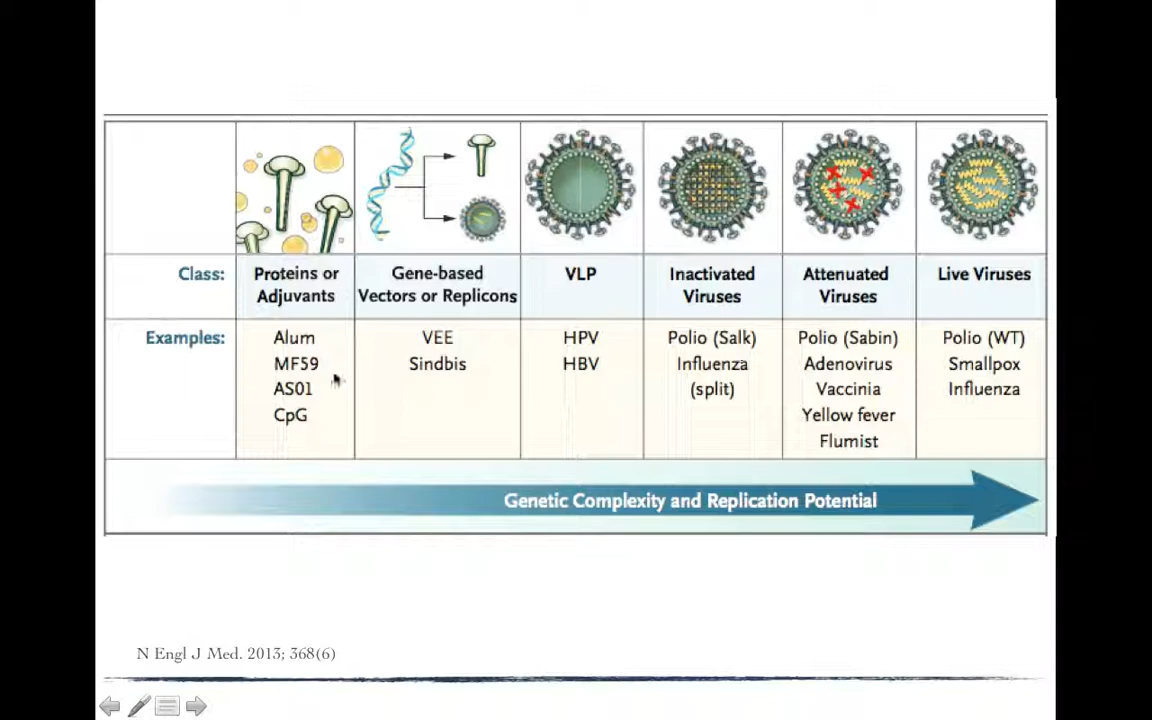 Class:
Proteins or
Adjuvants
Gene-based
Vectors or Replicons
VLP
Inactivated
Viruses
Attenuated
Viruses
Live Viruses
Examples:
Alum
MF59
AS01
CpG
VEE
Sindbis
HPV
HBV
Polio (Salk)
Influenza
(split)
Polio (Sabin)
Adenovirus
Vaccinia
Yellow fever
Flumist
Polio (WT)
Smallpox
Influenza
Genetic Complexity and Replication Potential
N Engl J Med. 2013; 368(6)